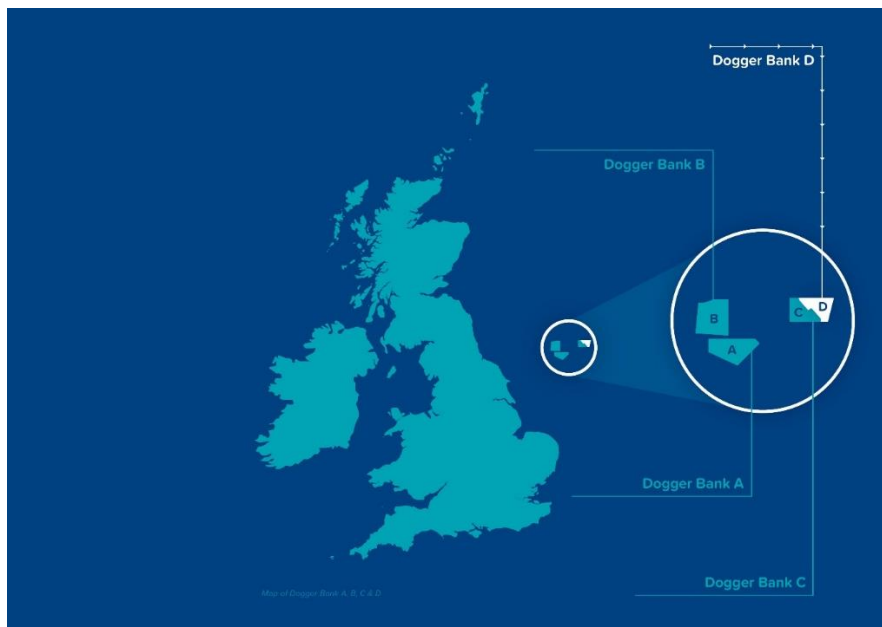 Dogger Bank D
Dogger Bank B
D
C
B
A
Dogger Bank A
Dogger Bank C
Map of Dogger Bank A, B, C & D